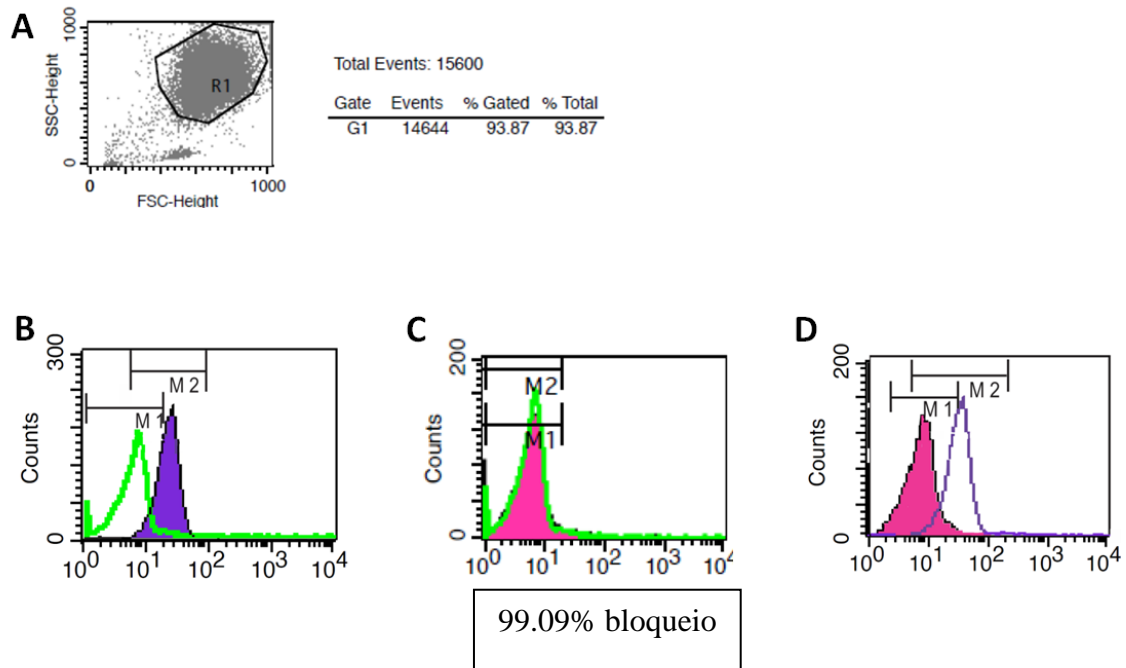 A
1000
SSC-Height
0
R1
0 1000
FSC-Height
Total Events: 15600
Gate Events % Gated % Total
G1 14644 93.87 93.87
B
300
Counts
0
M 2
M 1
10^0 10^1 10^2 10^3 10^4
C
200
Counts
0
M2
M1
10^0 10^1 10^2 10^3 10^4
99.09% bloqueio
D
200
Counts
0
M 2
M 1
10^0 10^1 10^2 10^3 10^4